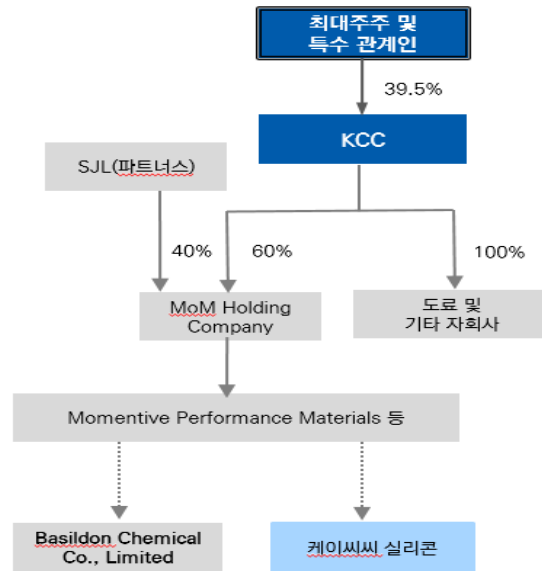 최대주주 및
특수 관계인
39.5%
KCC
SJL(파트너스)
40%
60%
100%
MoM Holding
Company
도료 및
기타 자회사
Momentive Performance Materials 등
Basildon Chemical
Co., Limited
케이씨씨 실리콘